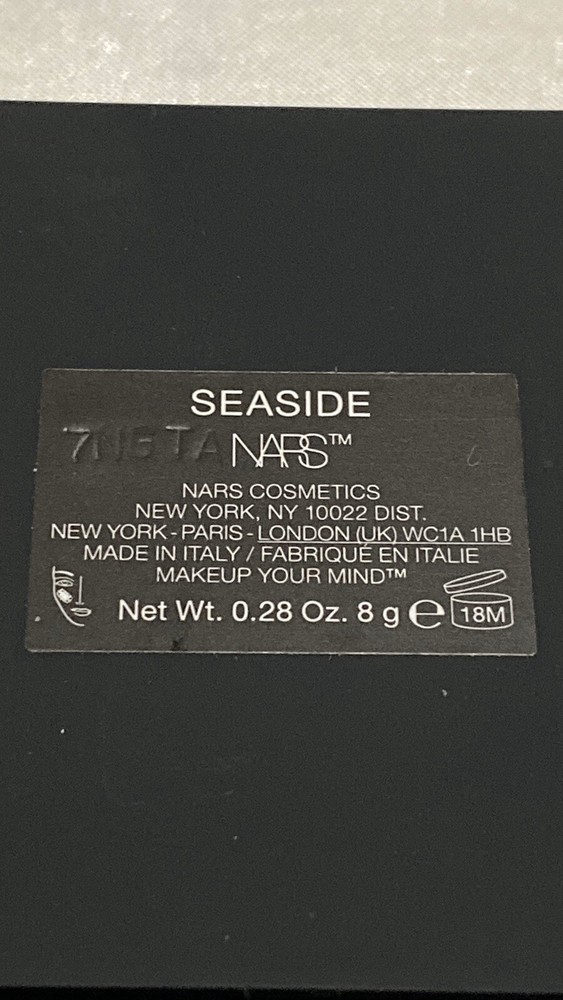 SEASIDE
NARS™
NARS COSMETICS
NEW YORK, NY 10022 DIST.
NEW YORK - PARIS - LONDON (UK) WC1A 1HB
MADE IN ITALY / FABRIQUÉ EN ITALIE
MAKEUP YOUR MIND™
Net Wt. 0.28 Oz. 8 g e 18M